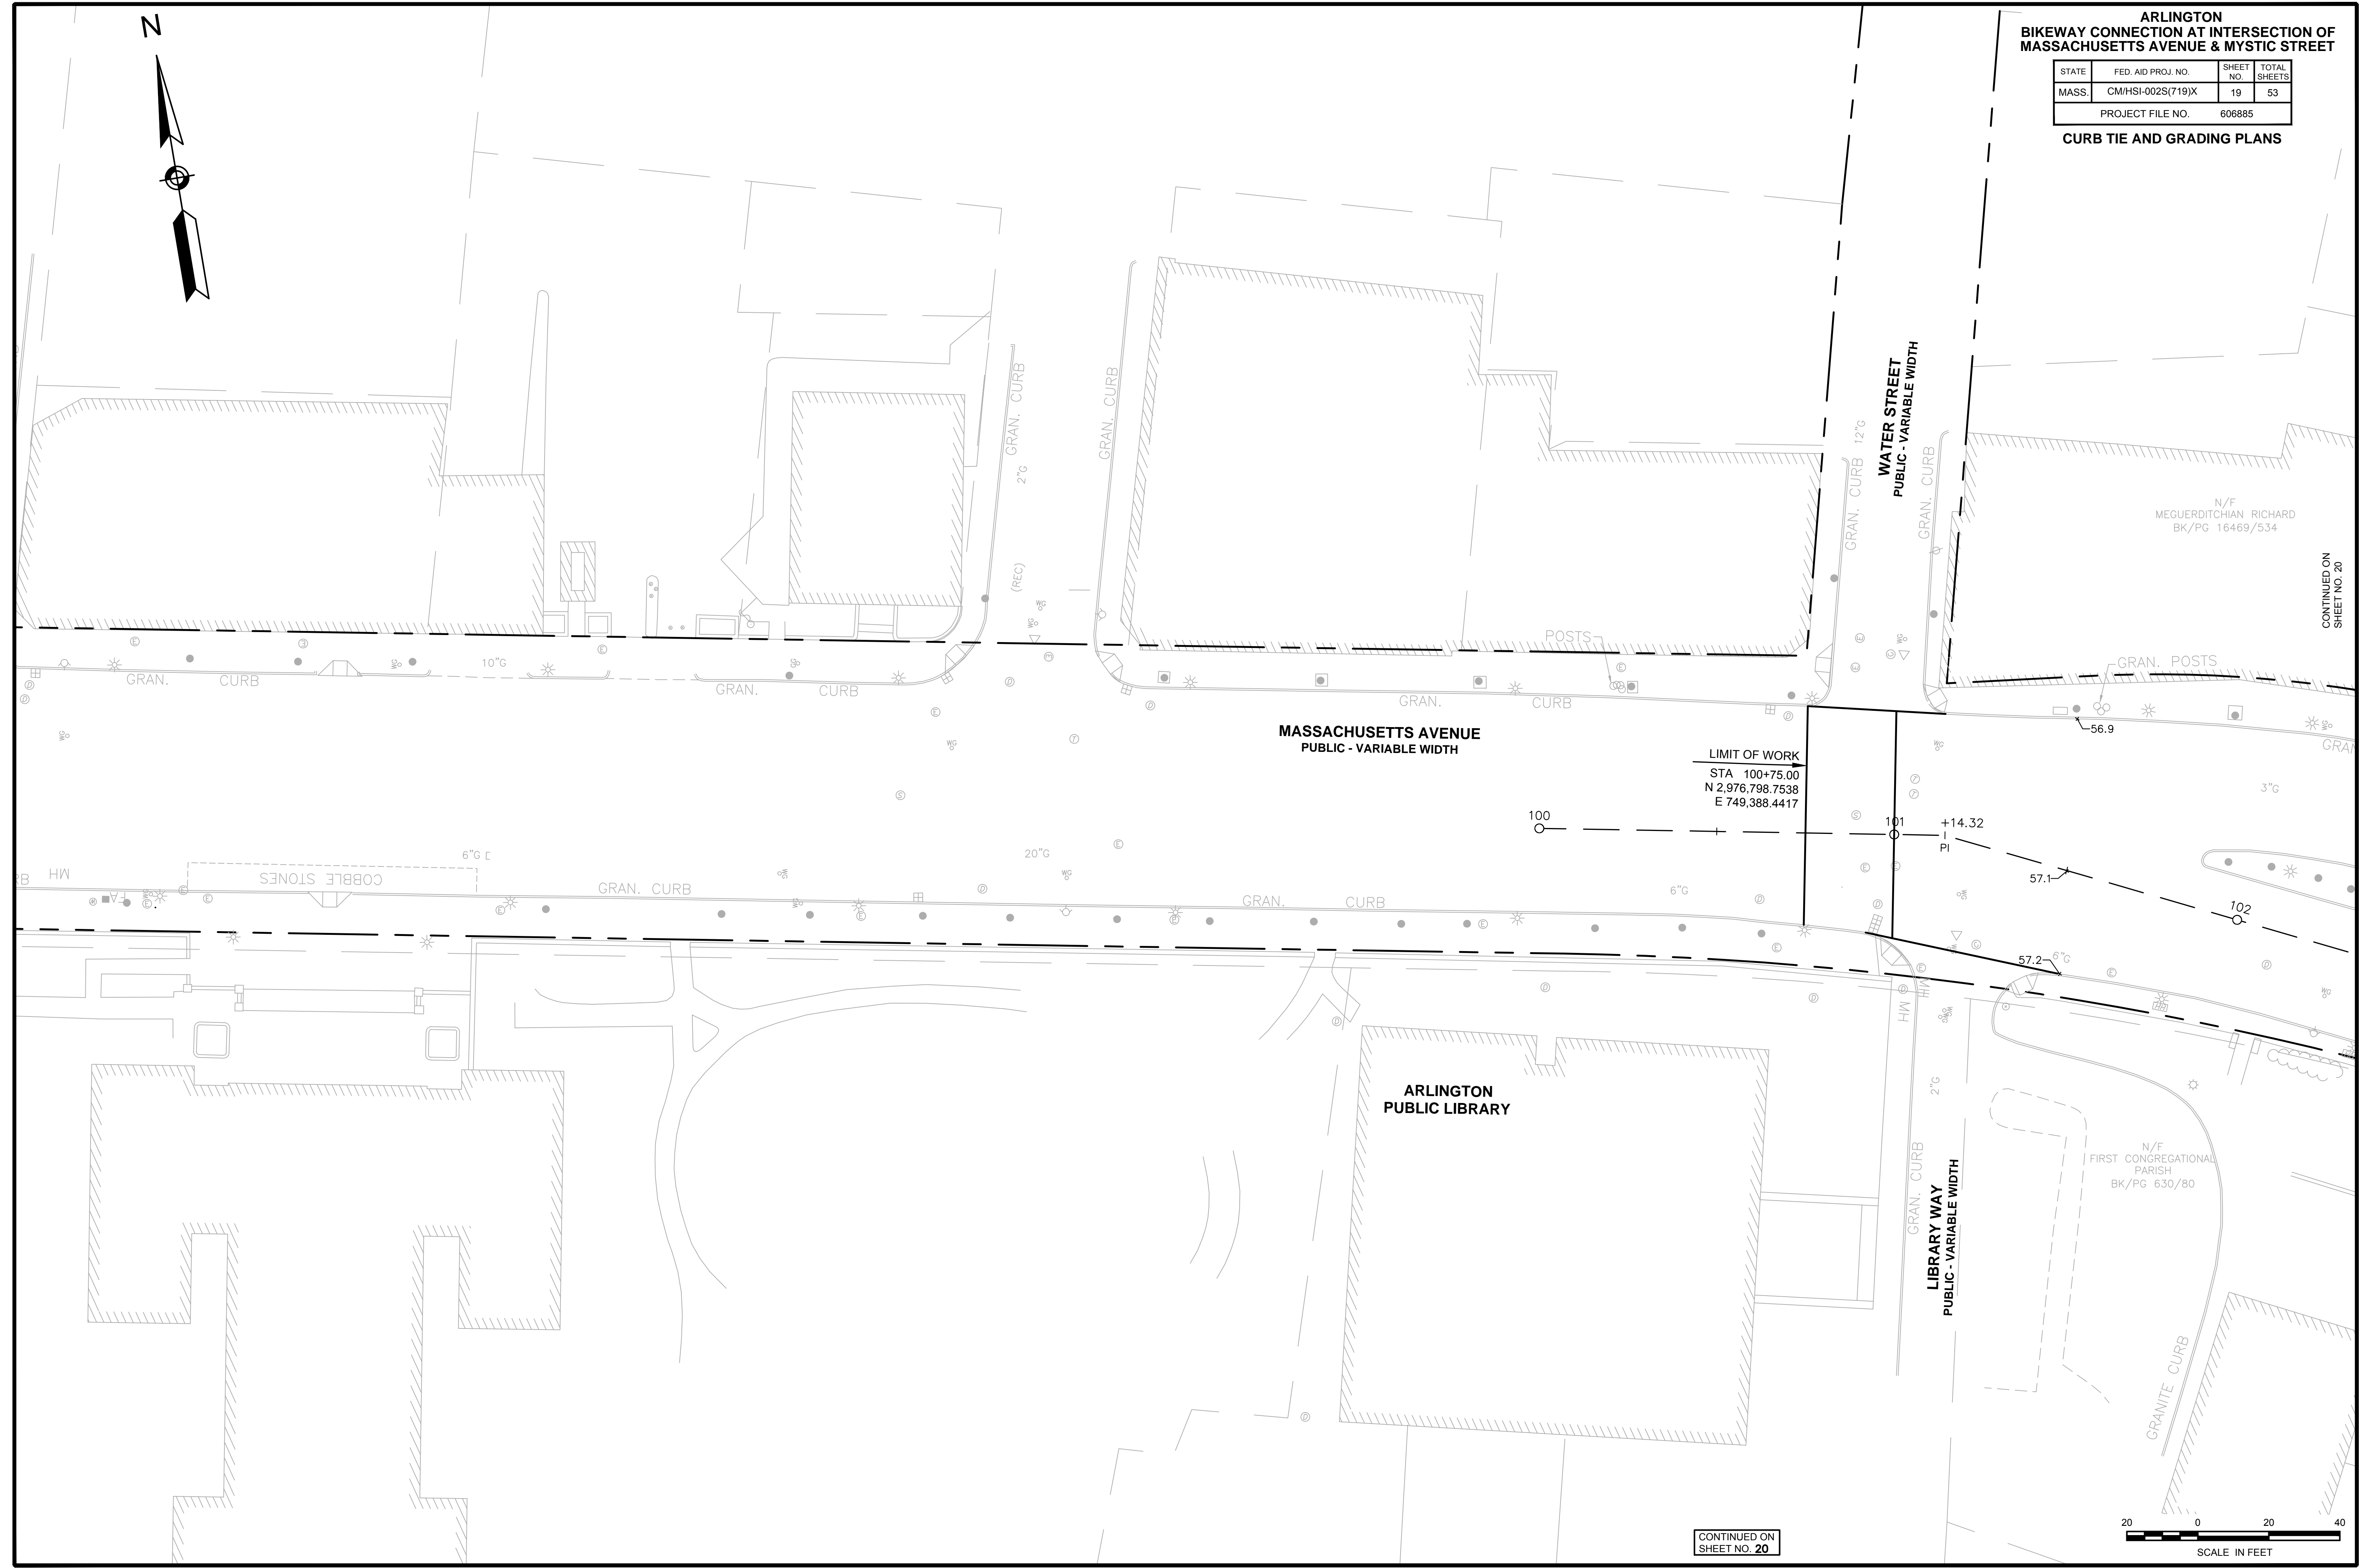 N
ARLINGTON
BIKEWAY CONNECTION AT INTERSECTION OF
MASSACHUSETTS AVENUE & MYSTIC STREET
STATE FED. AID PROJ. NO. SHEET NO. TOTAL SHEETS
MASS. CM/HSI-002S(719)X 19 53
PROJECT FILE NO. 606885
CURB TIE AND GRADING PLANS
WATER STREET
PUBLIC - VARIABLE WIDTH
GRAN. CURB
2"G
(REC)
GRAN. CURB
GRAN. CURB 12"G
GRAN. CURB
N/F
MEGUERDITCHIAN RICHARD
BK/PG 16469/534
CONTINUED ON
SHEET NO. 20
POSTS
GRAN. POSTS
10"G
GRAN. CURB
GRAN. CURB
GRAN. CURB
56.9
GRAN
MASSACHUSETTS AVENUE
PUBLIC - VARIABLE WIDTH
LIMIT OF WORK
STA 100+75.00
N 2,976,798.7538
E 749,388.4417
3"G
100
101
+14.32
PI
57.1
102
6"G
20"G
6"G
MH
COBBLE STONES
GRAN. CURB
GRAN. CURB
FA
57.2
6"G
MH
MH
ARLINGTON
PUBLIC LIBRARY
2"G
GRAN. CURB
LIBRARY WAY
PUBLIC - VARIABLE WIDTH
N/F
FIRST CONGREGATIONAL
PARISH
BK/PG 630/80
GRANITE CURB
CONTINUED ON
SHEET NO. 20
20 0 20 40
SCALE IN FEET